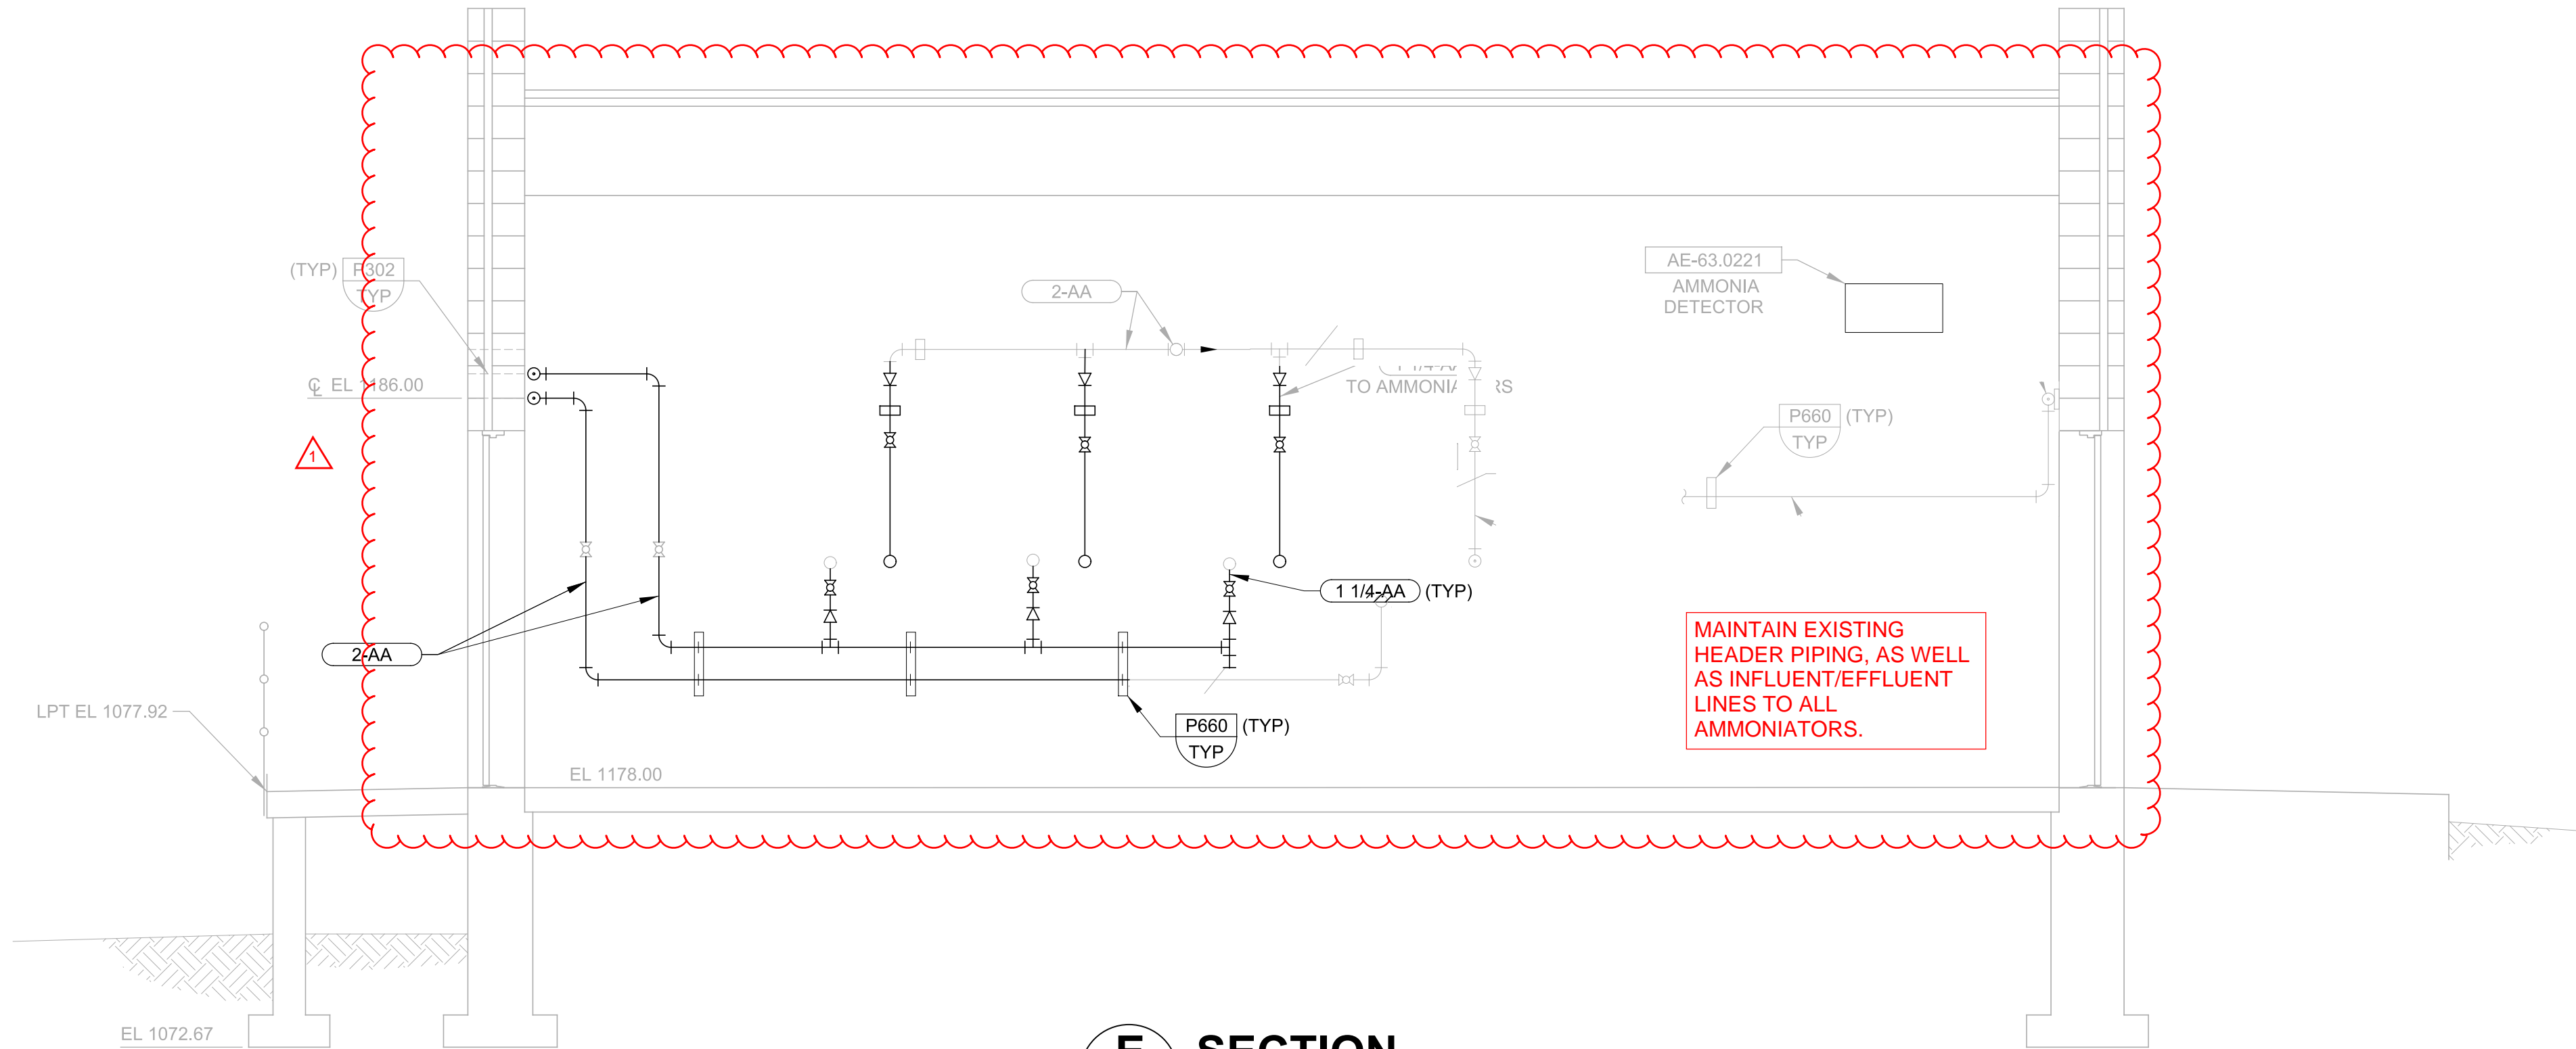 (TYP) P302
TYP
℄ EL 1186.00
1
2-AA
AE-63.0221
AMMONIA
DETECTOR
TO
P660 (TYP)
TYP
1 1/4-AA (TYP)
2-AA
LPT EL 1077.92
P660 (TYP)
TYP
MAINTAIN EXISTING
HEADER PIPING, AS WELL
AS INFLUENT/EFFLUENT
LINES TO ALL
AMMONIATORS.
EL 1178.00
EL 1072.67
SECTION